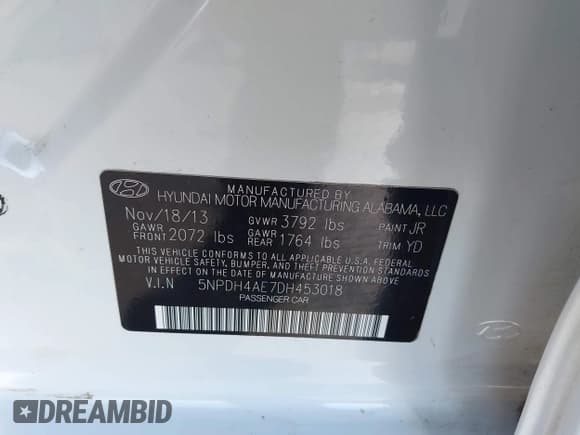 MANUFACTURED BY
HYUNDAI MOTOR MANUFACTURING ALABAMA, LLC
Nov/18/13 GVWR 3792 lbs PAINT JR
GAWR FRONT 2072 lbs GAWR REAR 1764 lbs TRIM YD
THIS VEHICLE CONFORMS TO ALL APPLICABLE U.S.A. FEDERAL
MOTOR VEHICLE SAFETY, BUMPER, AND THEFT PREVENTION STANDARDS
IN EFFECT ON THE DATE OF MANUFACTURE SHOWN ABOVE
V.I.N 5NPDH4AE7DH453018
PASSENGER CAR
DREAMBID